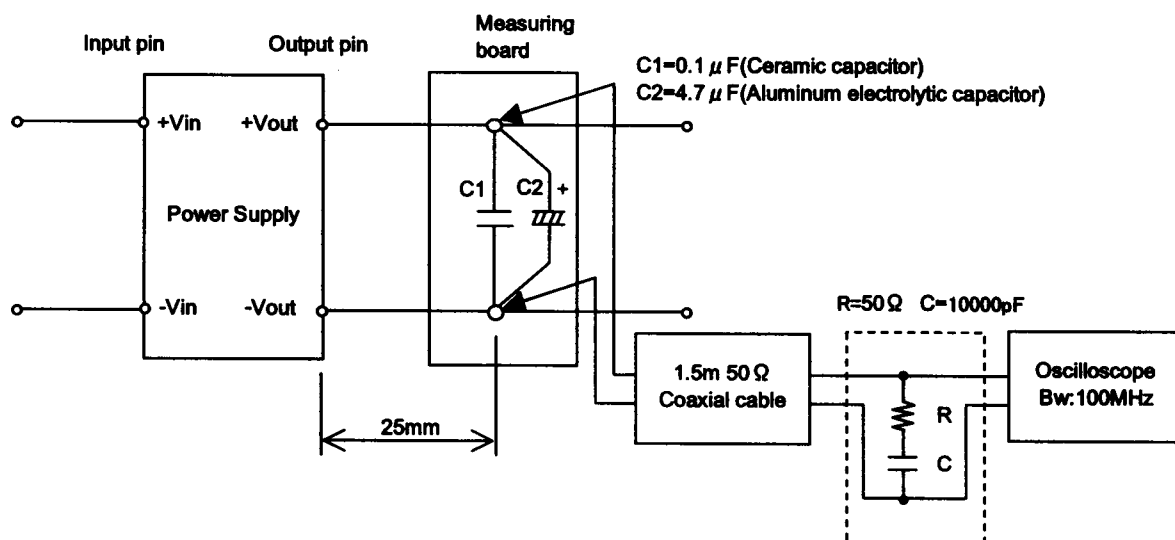 Input pin
Output pin
Measuring
board
C1=0.1 μF(Ceramic capacitor)
C2=4.7 μF(Aluminum electrolytic capacitor)
+Vin
+Vout
C1
C2
+
Power Supply
-Vin
-Vout
R=50Ω C=10000pF
1.5m 50Ω
Coaxial cable
R
C
Oscilloscope
Bw:100MHz
25mm